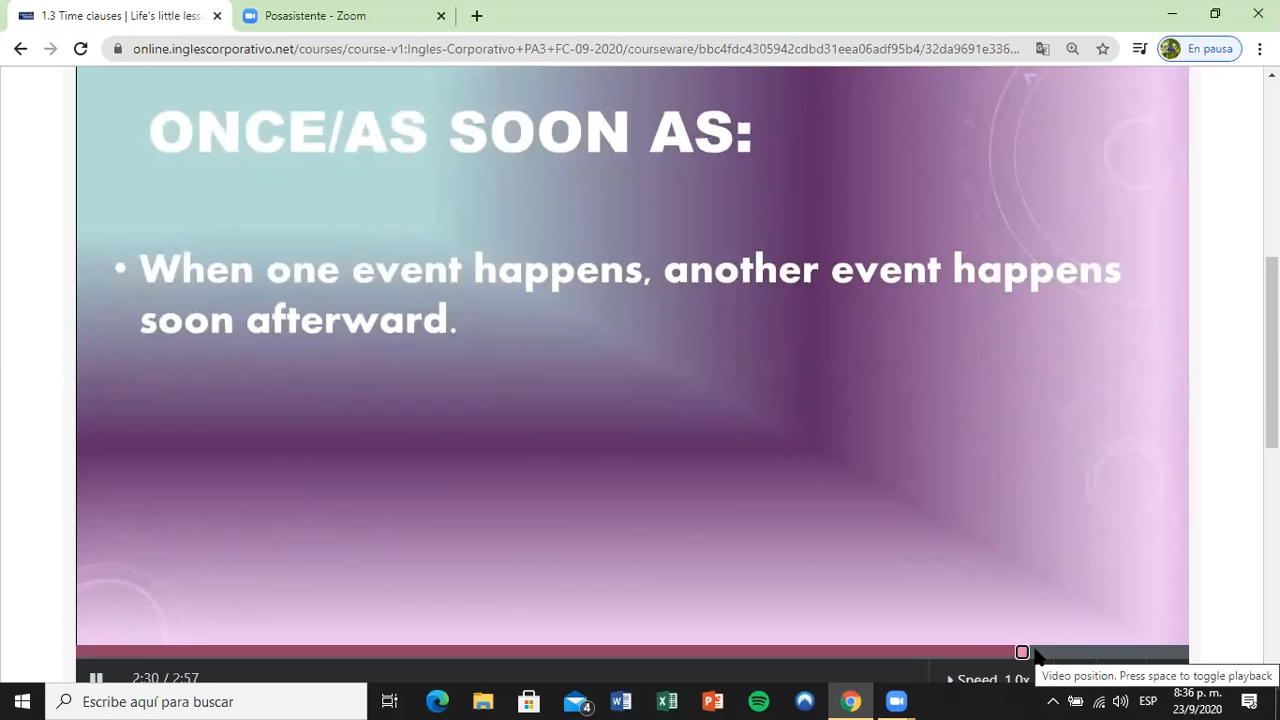 1.3 Time clauses | Life's little less
Posasistente - Zoom
online.inglescorporativo.net/courses/course-v1:Ingles-Corporativo+PA3+FC-09-2020/courseware/bbc4fdc4305942cdbd31eea06adf95b4/32da9691e336...
En pausa
ONCE/AS SOON AS:
• When one event happens, another event happens
soon afterward.
2:30 / 2:57
Speed 1.0x
Video position. Press space to toggle playback
Escribe aquí para buscar
4
ESP
8:36 p. m.
23/9/2020